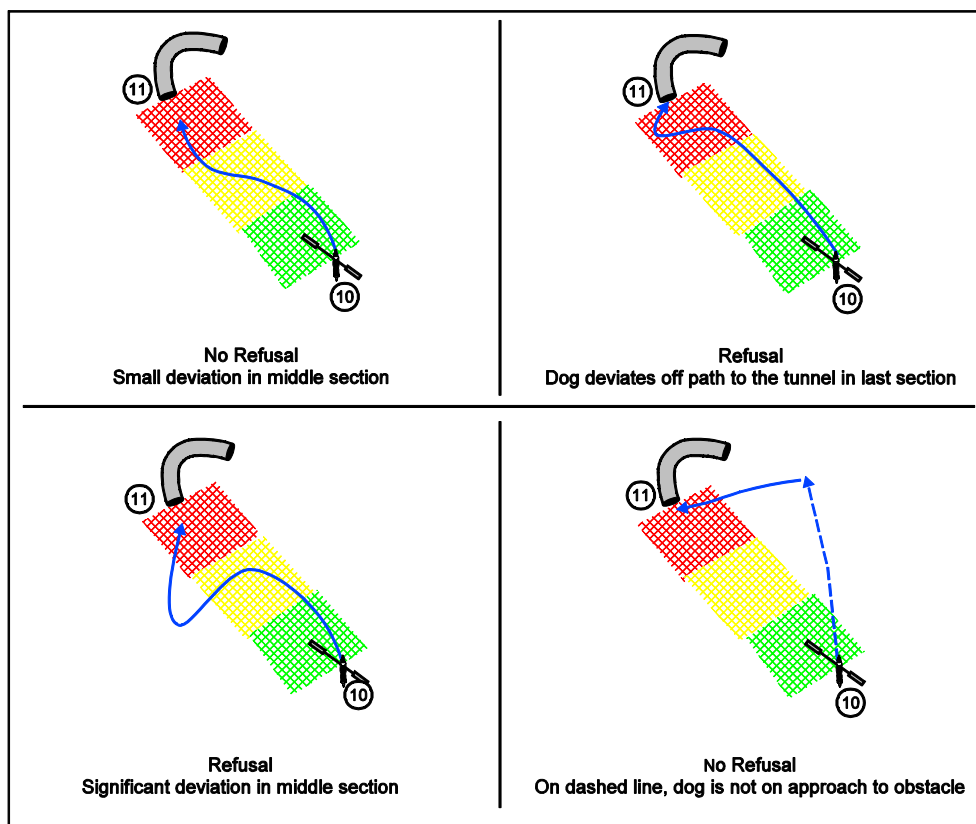 11
10
No Refusal
Small deviation in middle section
11
10
Refusal
Dog deviates off path to the tunnel in last section
11
10
Refusal
Significant deviation in middle section
11
10
No Refusal
On dashed line, dog is not on approach to obstacle